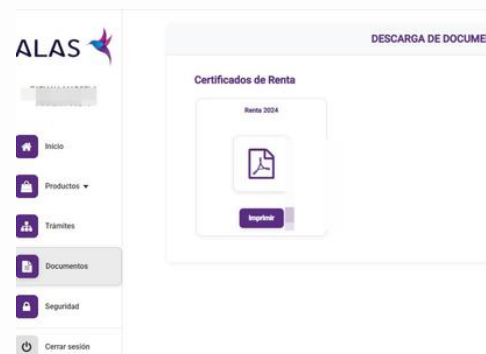 ALAS
Inicio
Productos
Trámites
Documentos
Seguridad
Cerrar sesión
DESCARGA DE DOCUME
Certificados de Renta
Renta 2024
Imprimir